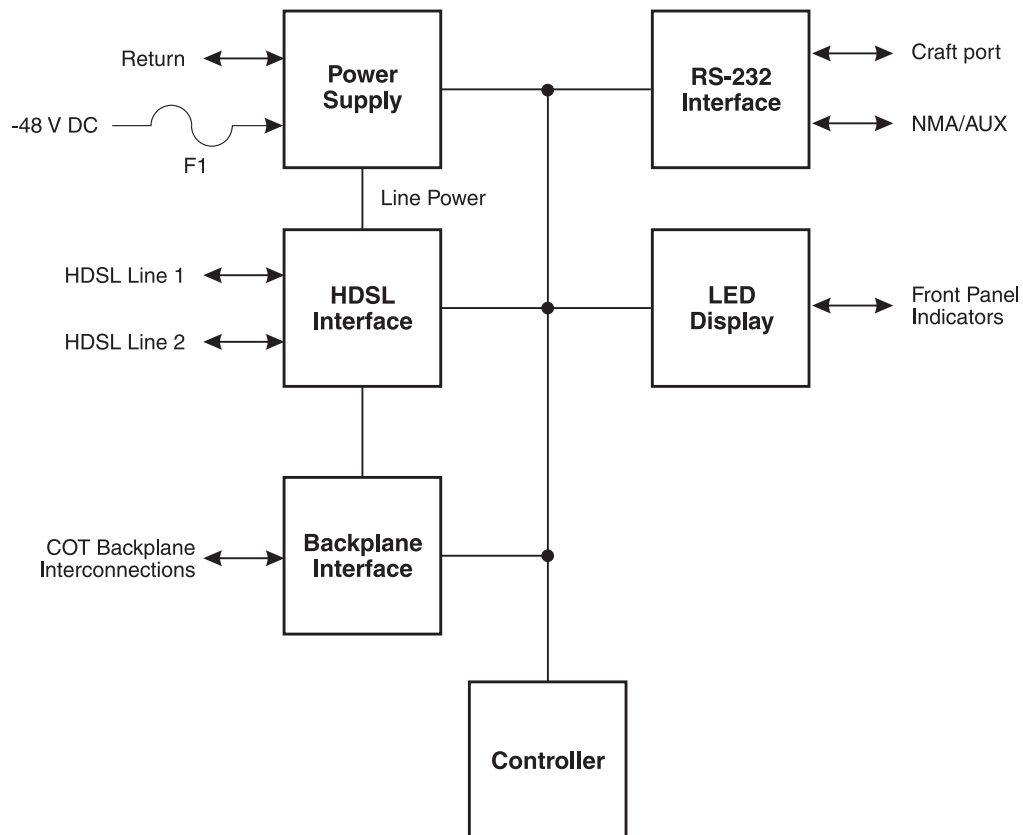 Return
-48 V DC
F1
Power
Supply
RS-232
Interface
Craft port
NMA/AUX
Line Power
HDSL Line 1
HDSL Line 2
HDSL
Interface
LED
Display
Front Panel
Indicators
COT Backplane
Interconnections
Backplane
Interface
Controller